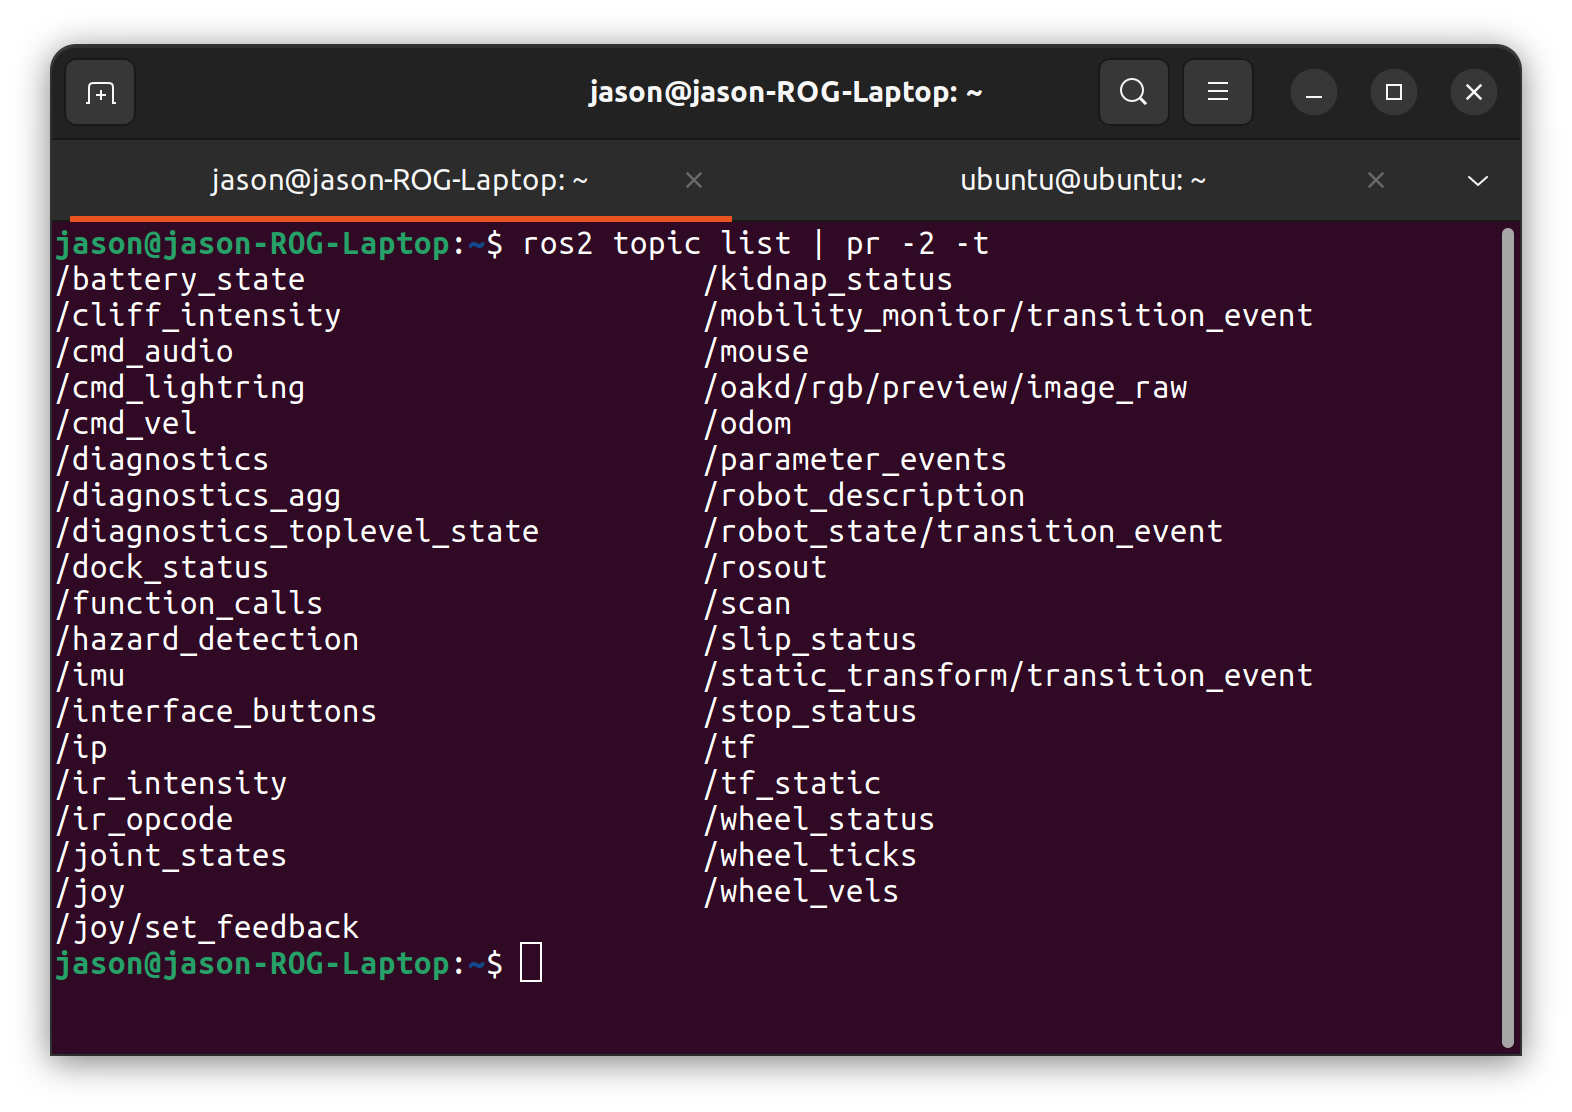 jason@jason-ROG-Laptop: ~
jason@jason-ROG-Laptop: ~ ubuntu@ubuntu: ~
jason@jason-ROG-Laptop:~$ ros2 topic list | pr -2 -t
/battery_state /kidnap_status
/cliff_intensity /mobility_monitor/transition_event
/cmd_audio /mouse
/cmd_lightring /oakd/rgb/preview/image_raw
/cmd_vel /odom
/diagnostics /parameter_events
/diagnostics_agg /robot_description
/diagnostics_toplevel_state /robot_state/transition_event
/dock_status /rosout
/function_calls /scan
/hazard_detection /slip_status
/imu /static_transform/transition_event
/interface_buttons /stop_status
/ip /tf
/ir_intensity /tf_static
/ir_opcode /wheel_status
/joint_states /wheel_ticks
/joy /wheel_vels
/joy/set_feedback
jason@jason-ROG-Laptop:~$